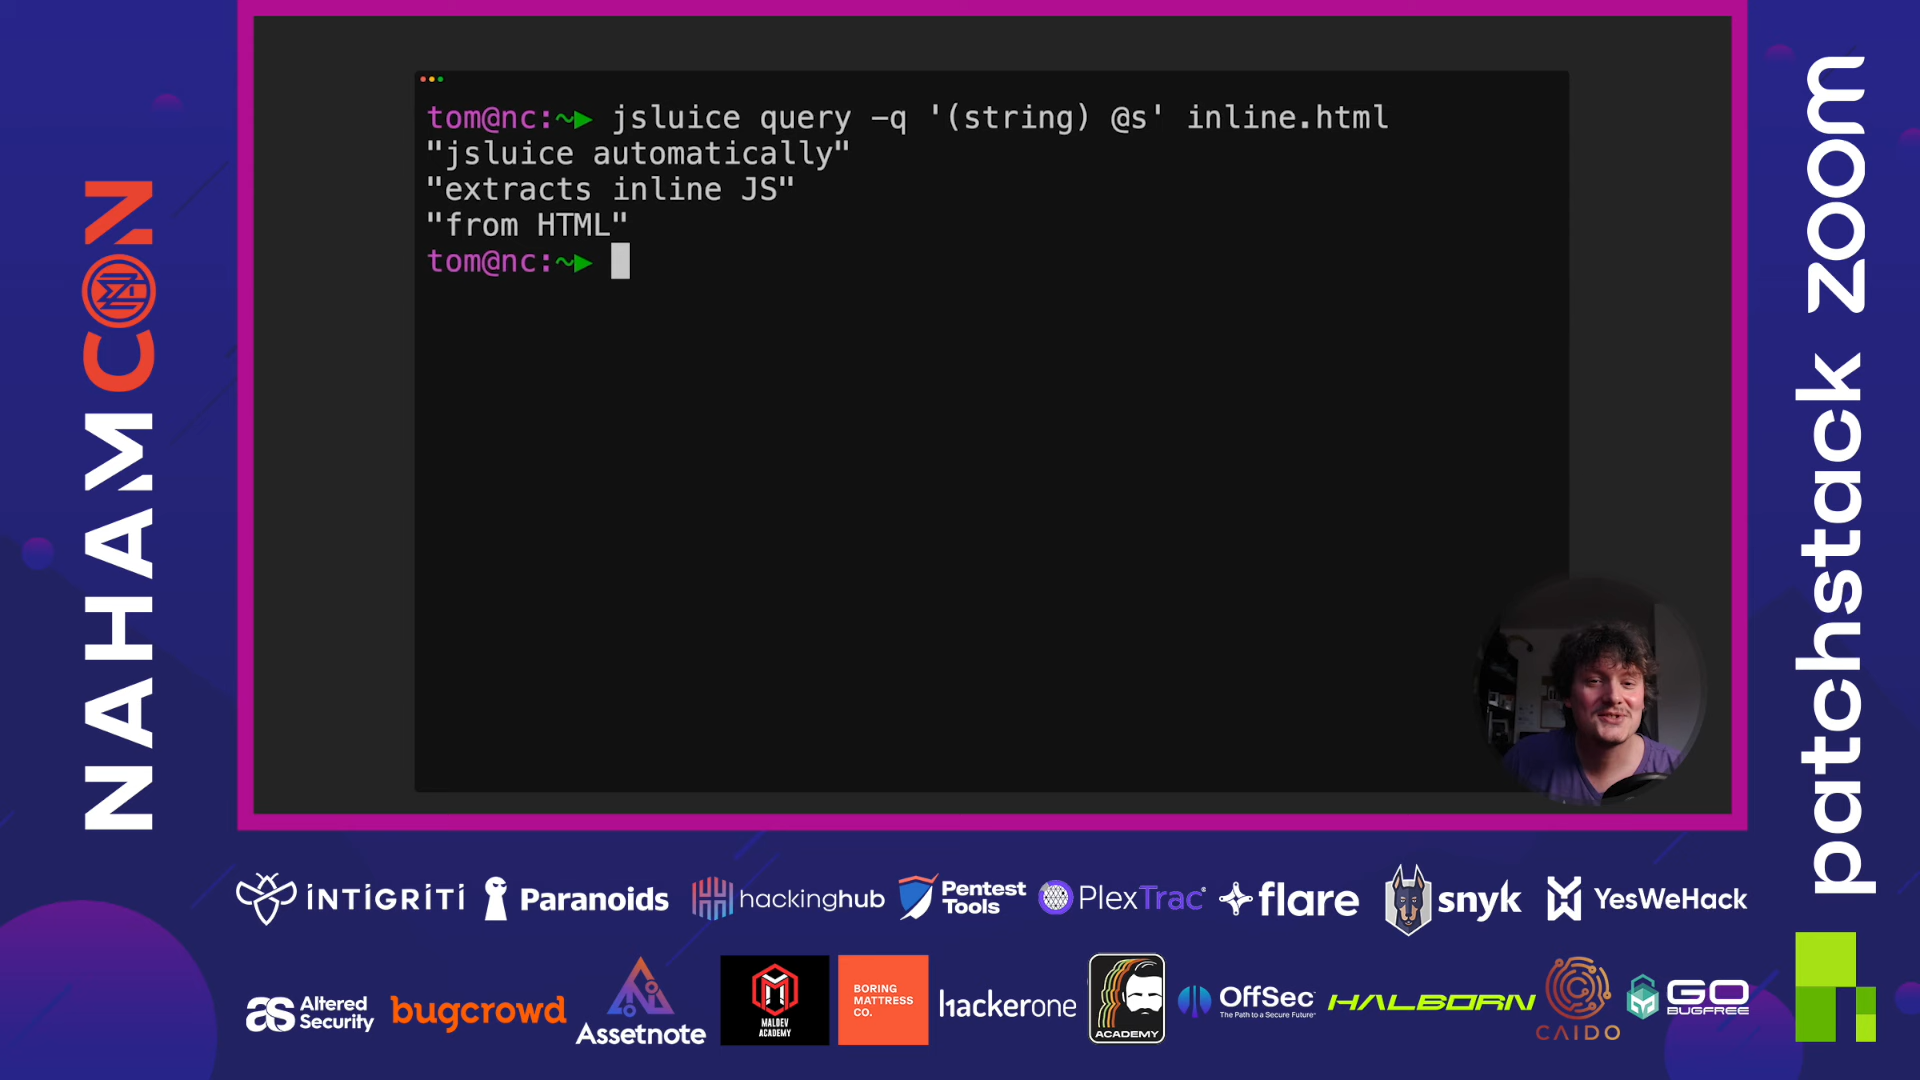 tom@nc:~▶ jsluice query -q '(string) @s' inline.html
"jsluice automatically"
"extracts inline JS"
"from HTML"
tom@nc:~▶
NAHAMCON
patchstack zoom
INTIGRITI
Paranoids
hackinghub
Pentest
Tools
PlexTrac
flare
snyk
YesWeHack
as Altered
Security
bugcrowd
Assetnote
MALDEV
ACADEMY
BORING
MATTRESS
CO.
hackerone
ACADEMY
OffSec
The Path to a Secure Future
HALBORN
CAIDO
GO
BUGFREE